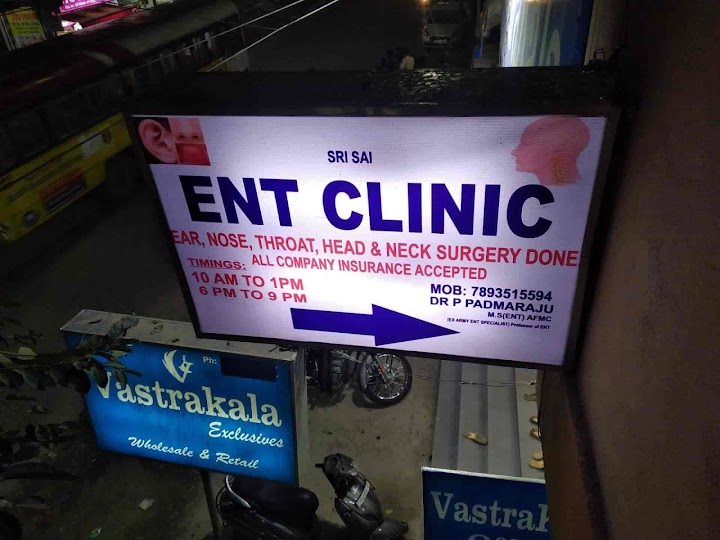 SRI SAI
ENT CLINIC
EAR, NOSE, THROAT, HEAD & NECK SURGERY DONE
TIMINGS: ALL COMPANY INSURANCE ACCEPTED
10 AM TO 1PM
6 PM TO 9 PM
MOB: 7893515594
DR P PADMARAJU
M.S(ENT) AFMC
(EX ARMY ENT SPECIALIST) Professor of ENT
Ph:
Vastrakala
Exclusives
Wholesale & Retail